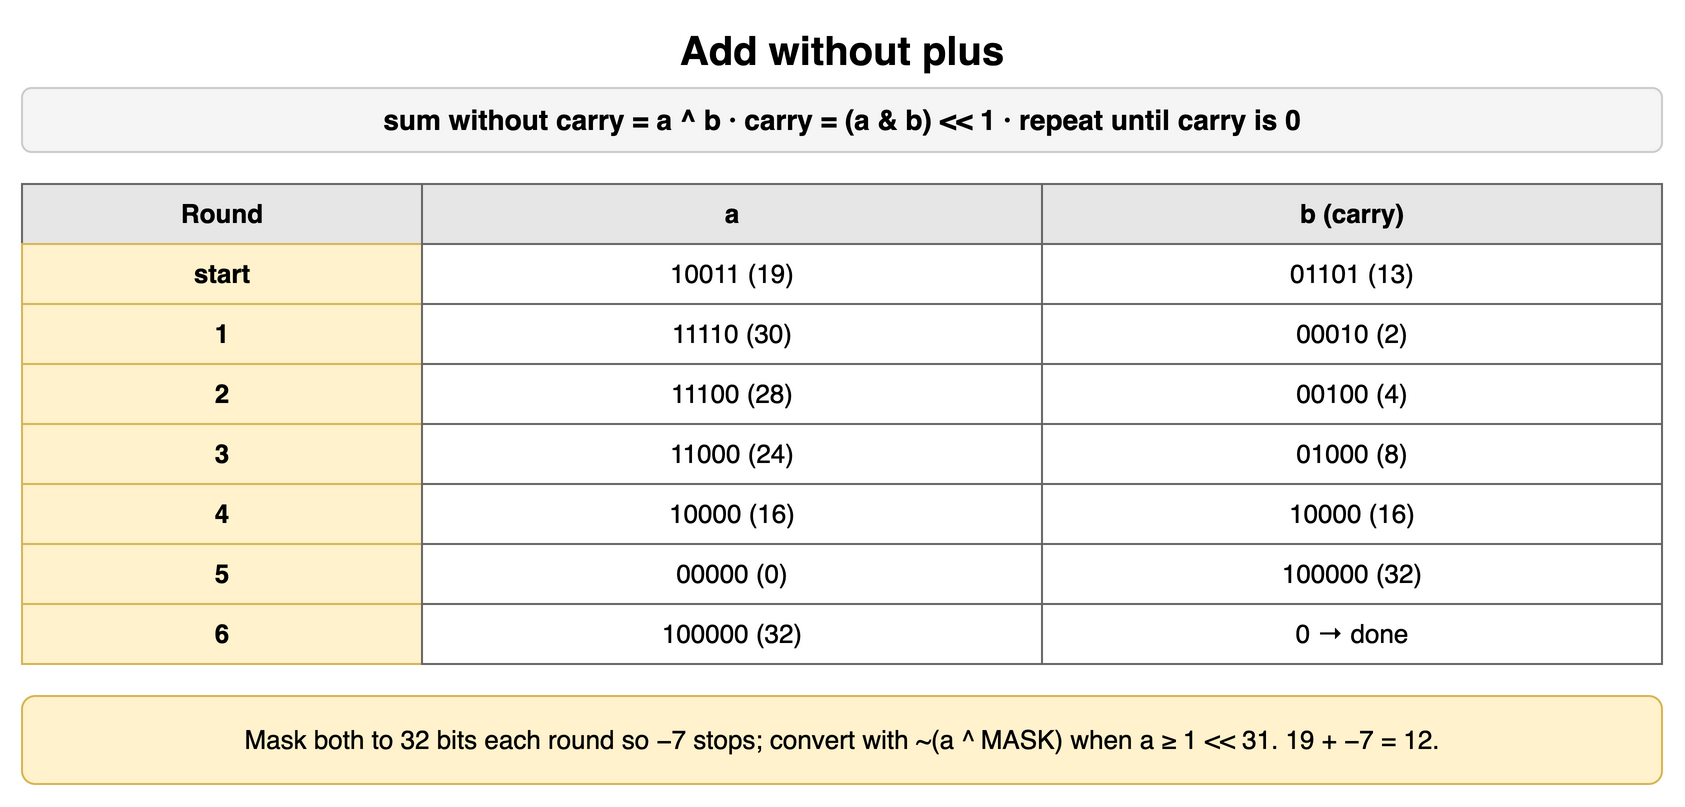 Add without plus
sum without carry = a ^ b · carry = (a & b) << 1 · repeat until carry is 0
Round a b (carry)
start 10011 (19) 01101 (13)
1 11110 (30) 00010 (2)
2 11100 (28) 00100 (4)
3 11000 (24) 01000 (8)
4 10000 (16) 10000 (16)
5 00000 (0) 100000 (32)
6 100000 (32) 0 → done
Mask both to 32 bits each round so −7 stops; convert with ~(a ^ MASK) when a ≥ 1 << 31. 19 + −7 = 12.